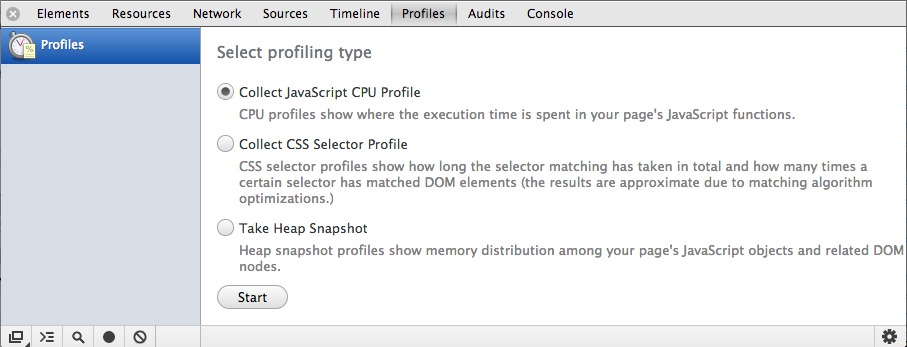 Elements Resources Network Sources Timeline Profiles Audits Console
Profiles
Select profiling type
Collect JavaScript CPU Profile
CPU profiles show where the execution time is spent in your page's JavaScript functions.
Collect CSS Selector Profile
CSS selector profiles show how long the selector matching has taken in total and how many times a
certain selector has matched DOM elements (the results are approximate due to matching algorithm
optimizations.)
Take Heap Snapshot
Heap snapshot profiles show memory distribution among your page's JavaScript objects and related DOM
nodes.
Start